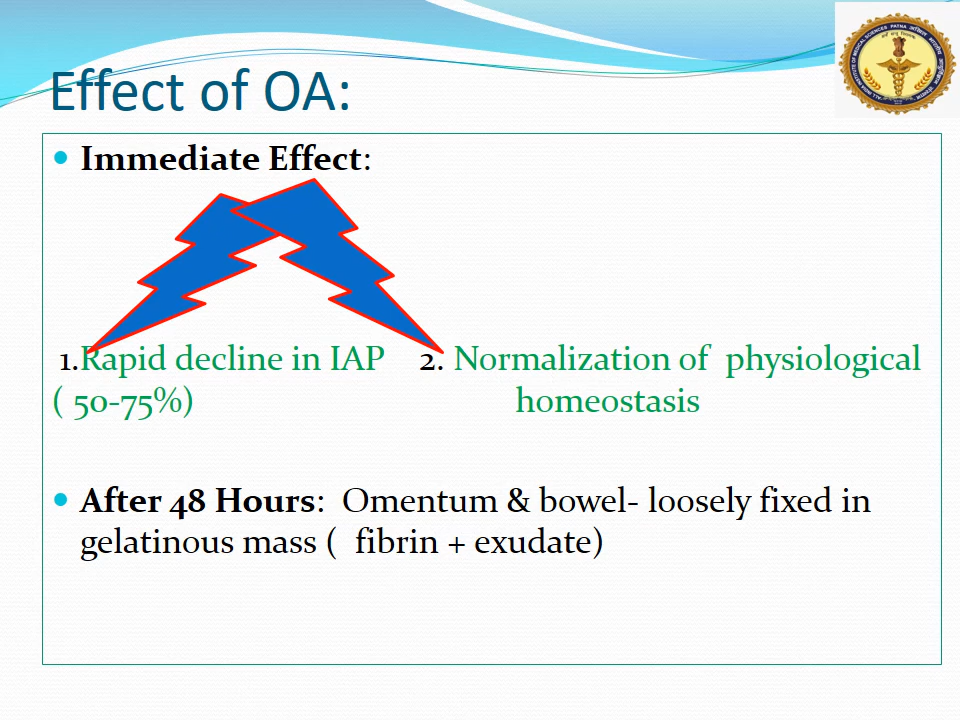 Effect of OA:
Immediate Effect:
1.Rapid decline in IAP 2. Normalization of physiological
( 50-75%) homeostasis
After 48 Hours: Omentum & bowel- loosely fixed in
gelatinous mass ( fibrin + exudate)